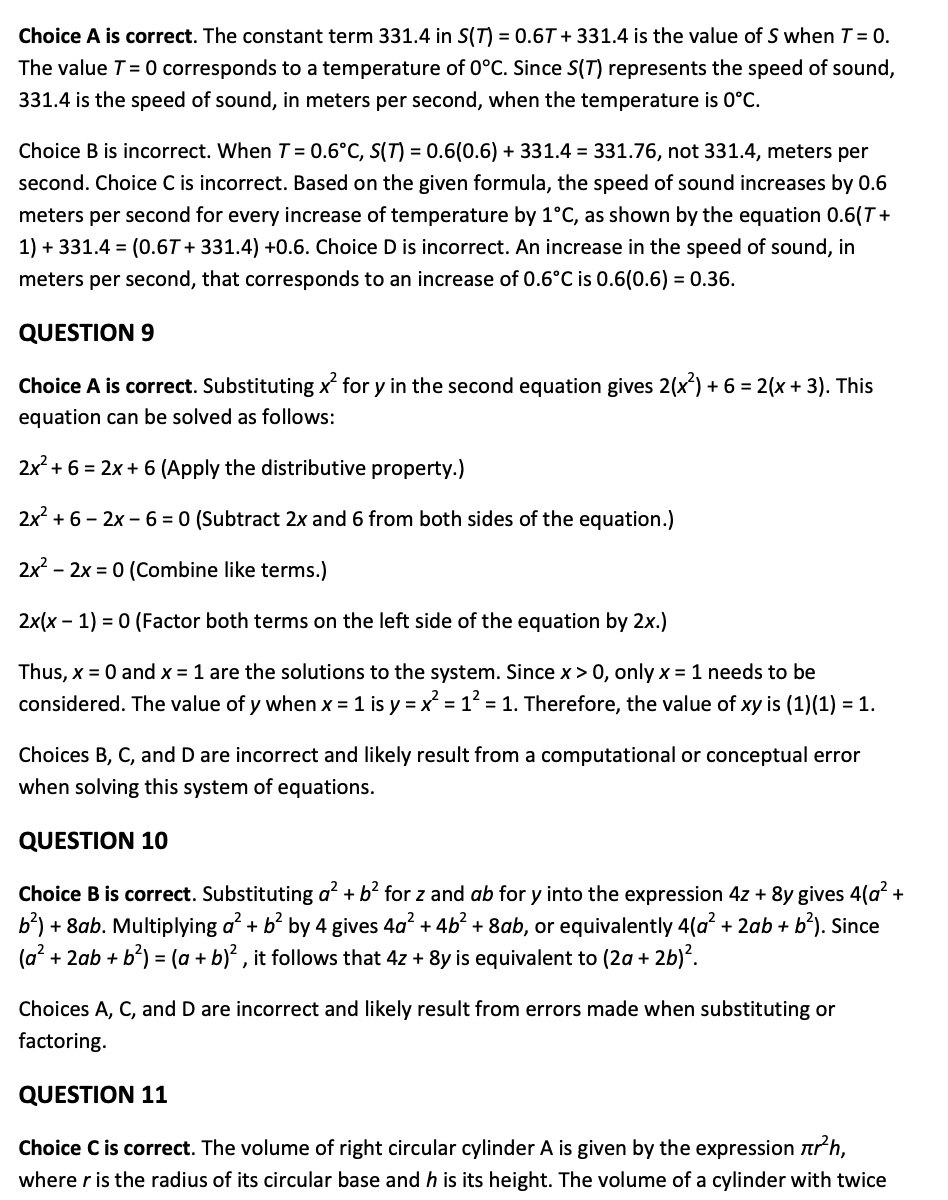 Choice A is correct. The constant term 331.4 in S(T) = 0.6T + 331.4 is the value of S when T = 0.
The value T = 0 corresponds to a temperature of 0°C. Since S(T) represents the speed of sound,
331.4 is the speed of sound, in meters per second, when the temperature is 0°C.
Choice B is incorrect. When T = 0.6°C, S(T) = 0.6(0.6) + 331.4 = 331.76, not 331.4, meters per
second. Choice C is incorrect. Based on the given formula, the speed of sound increases by 0.6
meters per second for every increase of temperature by 1°C, as shown by the equation 0.6(T +
1) + 331.4 = (0.6T + 331.4) +0.6. Choice D is incorrect. An increase in the speed of sound, in
meters per second, that corresponds to an increase of 0.6°C is 0.6(0.6) = 0.36.
QUESTION 9
Choice A is correct. Substituting x² for y in the second equation gives 2(x²) + 6 = 2(x + 3). This
equation can be solved as follows:
2x² + 6 = 2x + 6 (Apply the distributive property.)
2x² + 6 – 2x – 6 = 0 (Subtract 2x and 6 from both sides of the equation.)
2x² – 2x = 0 (Combine like terms.)
2x(x – 1) = 0 (Factor both terms on the left side of the equation by 2x.)
Thus, x = 0 and x = 1 are the solutions to the system. Since x > 0, only x = 1 needs to be
considered. The value of y when x = 1 is y = x² = 1² = 1. Therefore, the value of xy is (1)(1) = 1.
Choices B, C, and D are incorrect and likely result from a computational or conceptual error
when solving this system of equations.
QUESTION 10
Choice B is correct. Substituting a² + b² for z and ab for y into the expression 4z + 8y gives 4(a² +
b²) + 8ab. Multiplying a² + b² by 4 gives 4a² + 4b² + 8ab, or equivalently 4(a² + 2ab + b²). Since
(a² + 2ab + b²) = (a + b)² , it follows that 4z + 8y is equivalent to (2a + 2b)².
Choices A, C, and D are incorrect and likely result from errors made when substituting or
factoring.
QUESTION 11
Choice C is correct. The volume of right circular cylinder A is given by the expression πr²h,
where r is the radius of its circular base and h is its height. The volume of a cylinder with twice